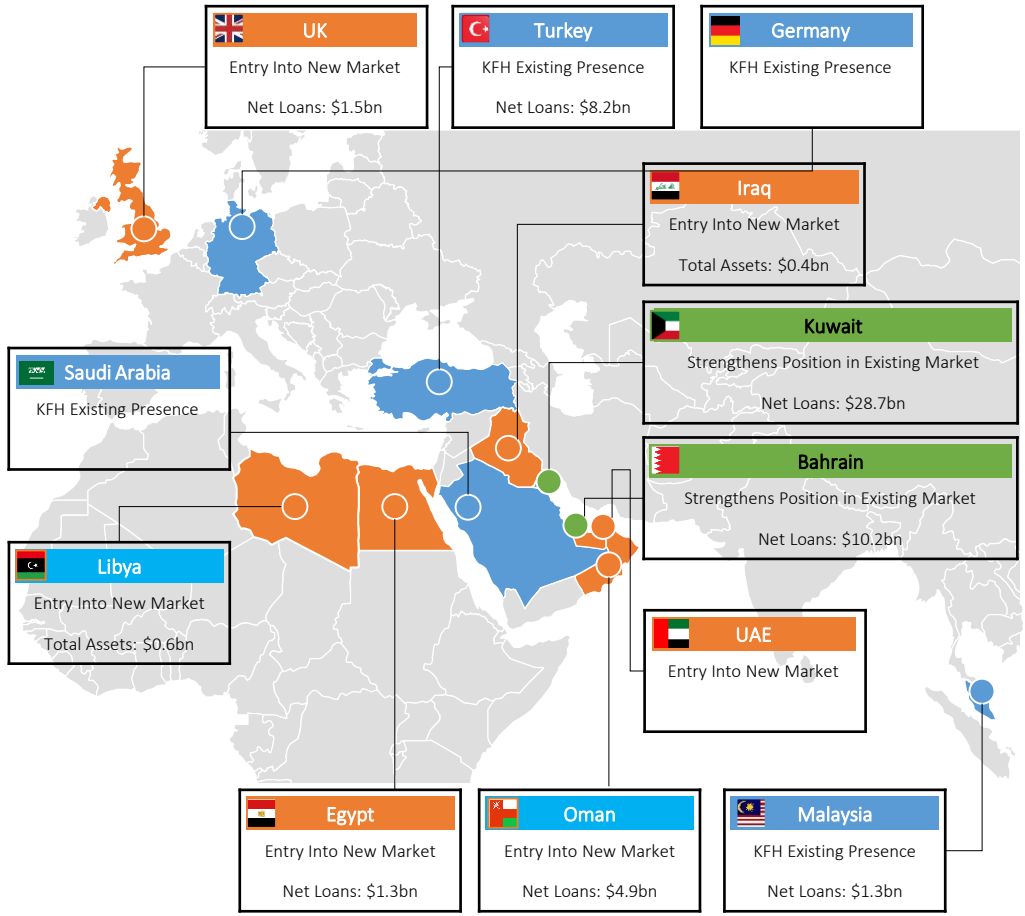 UK
Entry Into New Market
Net Loans: $1.5bn
Turkey
KFH Existing Presence
Net Loans: $8.2bn
Germany
KFH Existing Presence
Iraq
Entry Into New Market
Total Assets: $0.4bn
Kuwait
Strengthens Position in Existing Market
Net Loans: $28.7bn
Saudi Arabia
KFH Existing Presence
Bahrain
Strengthens Position in Existing Market
Net Loans: $10.2bn
Libya
Entry Into New Market
Total Assets: $0.6bn
UAE
Entry Into New Market
Egypt
Entry Into New Market
Net Loans: $1.3bn
Oman
Entry Into New Market
Net Loans: $4.9bn
Malaysia
KFH Existing Presence
Net Loans: $1.3bn